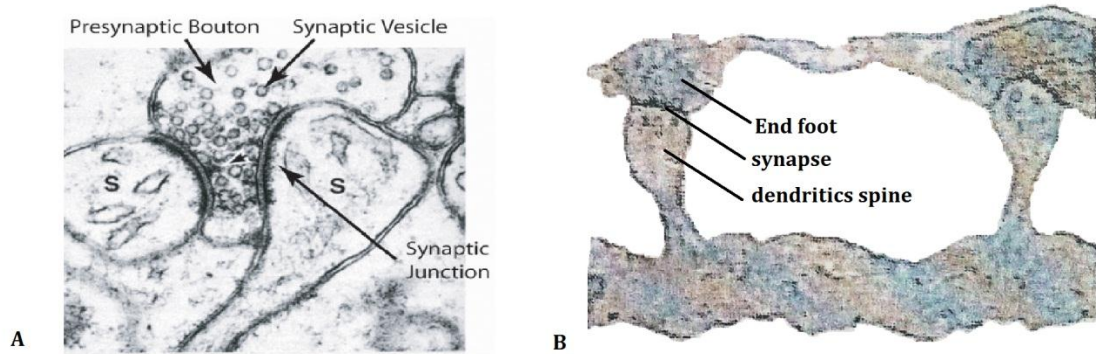 Presynaptic Bouton
Synaptic Vesicle
S
S
Synaptic
Junction
A
End foot
synapse
dendritics spine
B